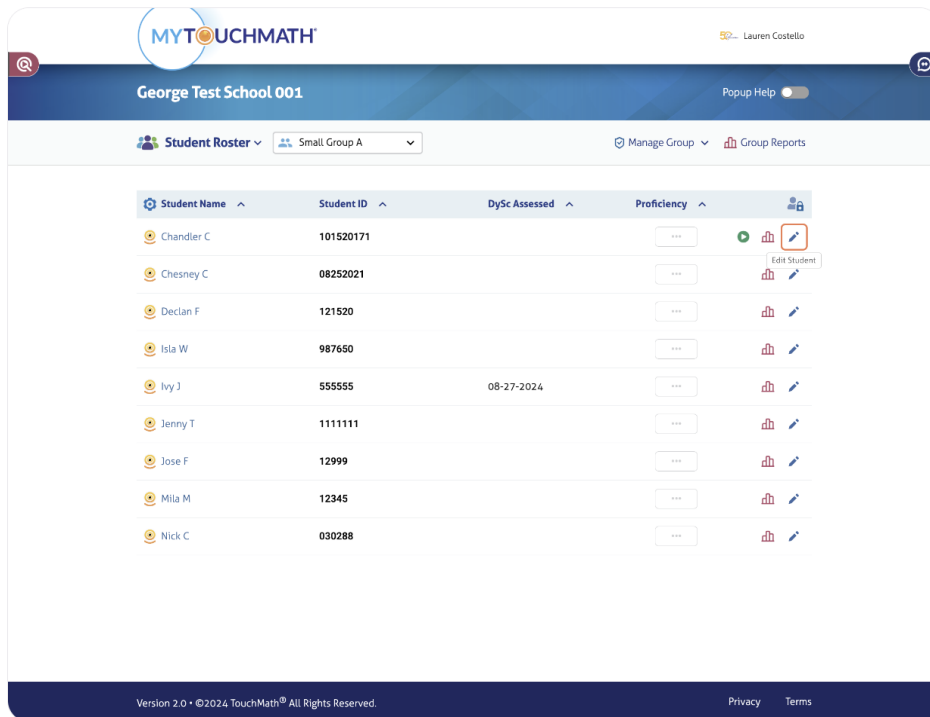 MYTOUCHMATH®
Lauren Costello
George Test School 001
Popup Help
Student Roster
Small Group A
Manage Group
Group Reports
Student Name Student ID DySc Assessed Proficiency
Chandler C 101520171 ...
Edit Student
Chesney C 08252021 ...
Declan F 121520 ...
Isla W 987650 ...
Ivy J 555555 08-27-2024 ...
Jenny T 1111111 ...
Jose F 12999 ...
Mila M 12345 ...
Nick C 030288 ...
Version 2.0 • ©2024 TouchMath® All Rights Reserved.
Privacy Terms